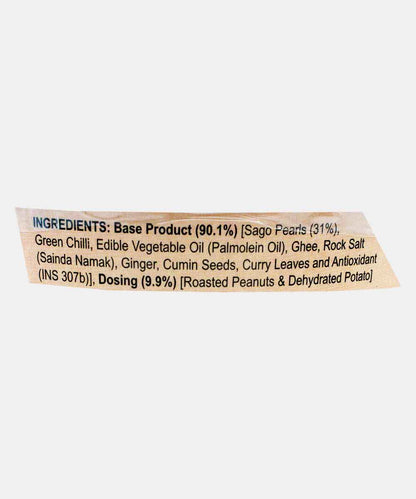 INGREDIENTS: Base Product (90.1%) [Sago Pearls (31%),
Green Chilli, Edible Vegetable Oil (Palmolein Oil), Ghee, Rock Salt
(Sainda Namak), Ginger, Cumin Seeds, Curry Leaves and Antioxidant
(INS 307b)], Dosing (9.9%) [Roasted Peanuts & Dehydrated Potato]